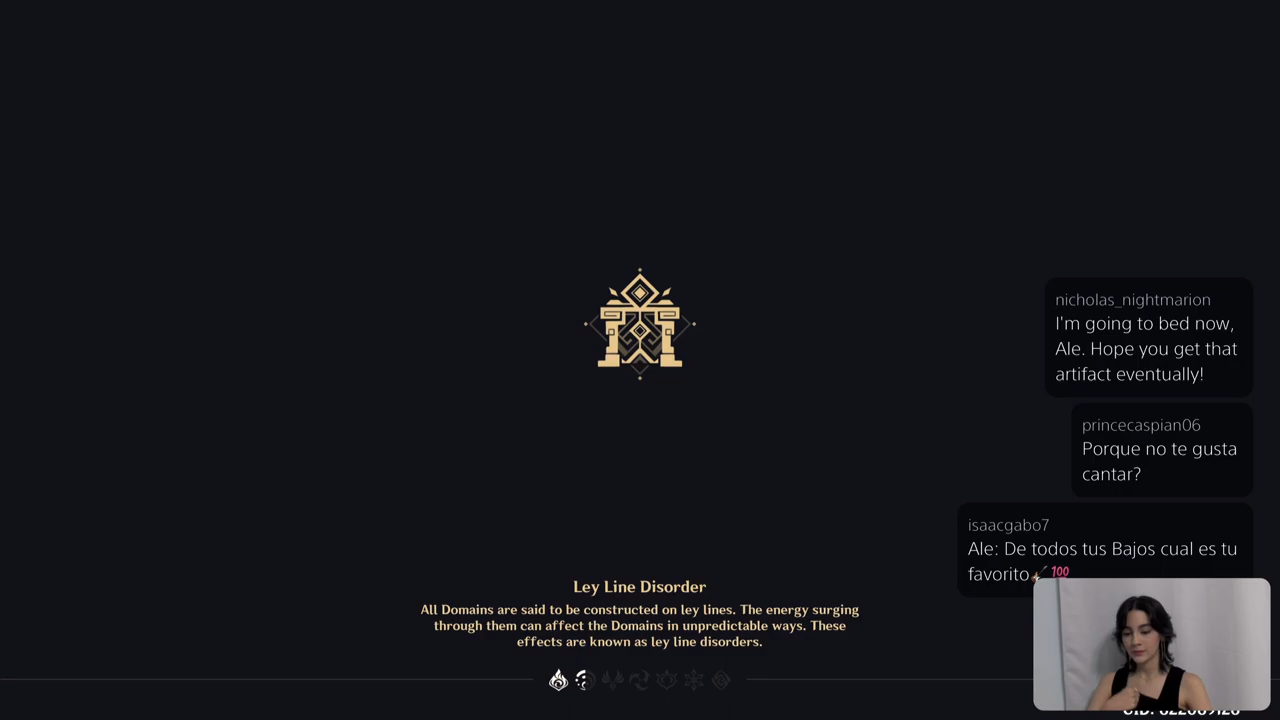 nicholas_nightmarion
I'm going to bed now,
Ale. Hope you get that
artifact eventually!
princecaspian06
Porque no te gusta
cantar?
isaacgabo7
Ale: De todos tus Bajos cual es tu
favorito🎸💯
Ley Line Disorder
All Domains are said to be constructed on ley lines. The energy surging
through them can affect the Domains in unpredictable ways. These
effects are known as ley line disorders.